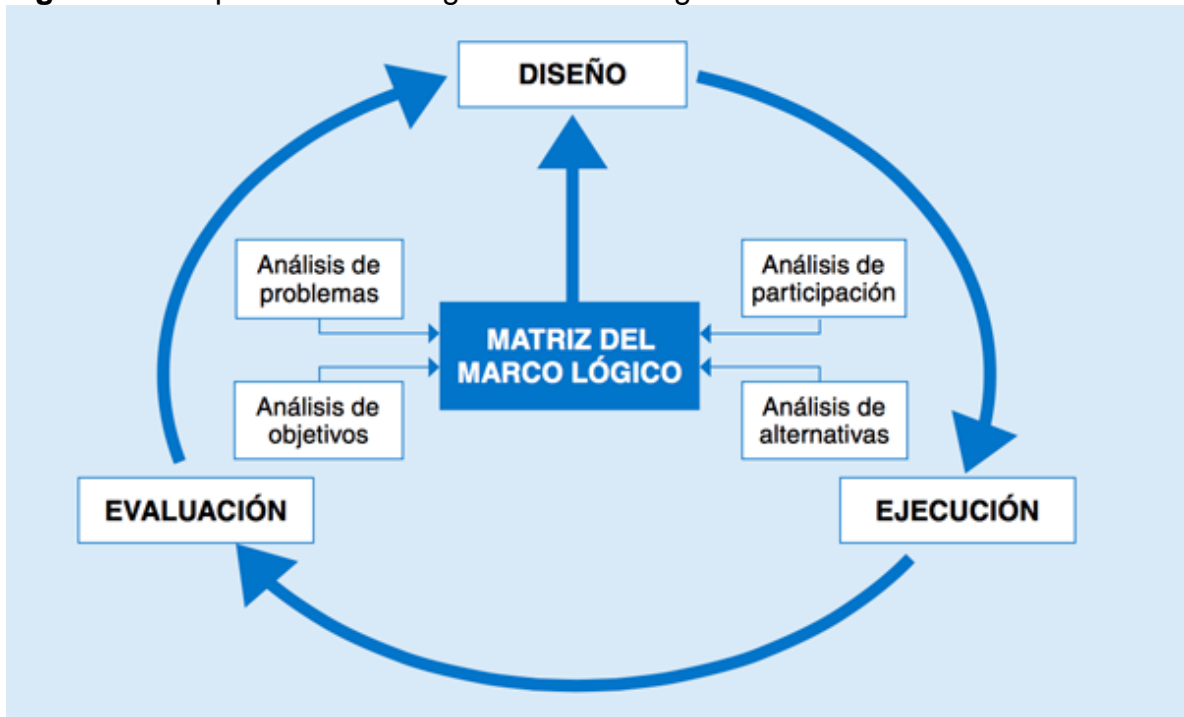 DISEÑO
Análisis de
problemas
Análisis de
participación
MATRIZ DEL
MARCO LÓGICO
Análisis de
objetivos
Análisis de
alternativas
EVALUACIÓN
EJECUCIÓN